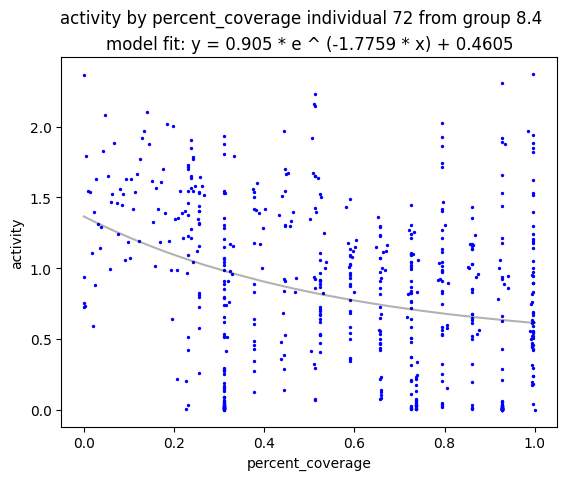 activity by percent_coverage individual 72 from group 8.4
model fit: y = 0.905 * e ^ (-1.7759 * x) + 0.4605
2.0
1.5
1.0
0.5
0.0
activity
0.0 0.2 0.4 0.6 0.8 1.0
percent_coverage